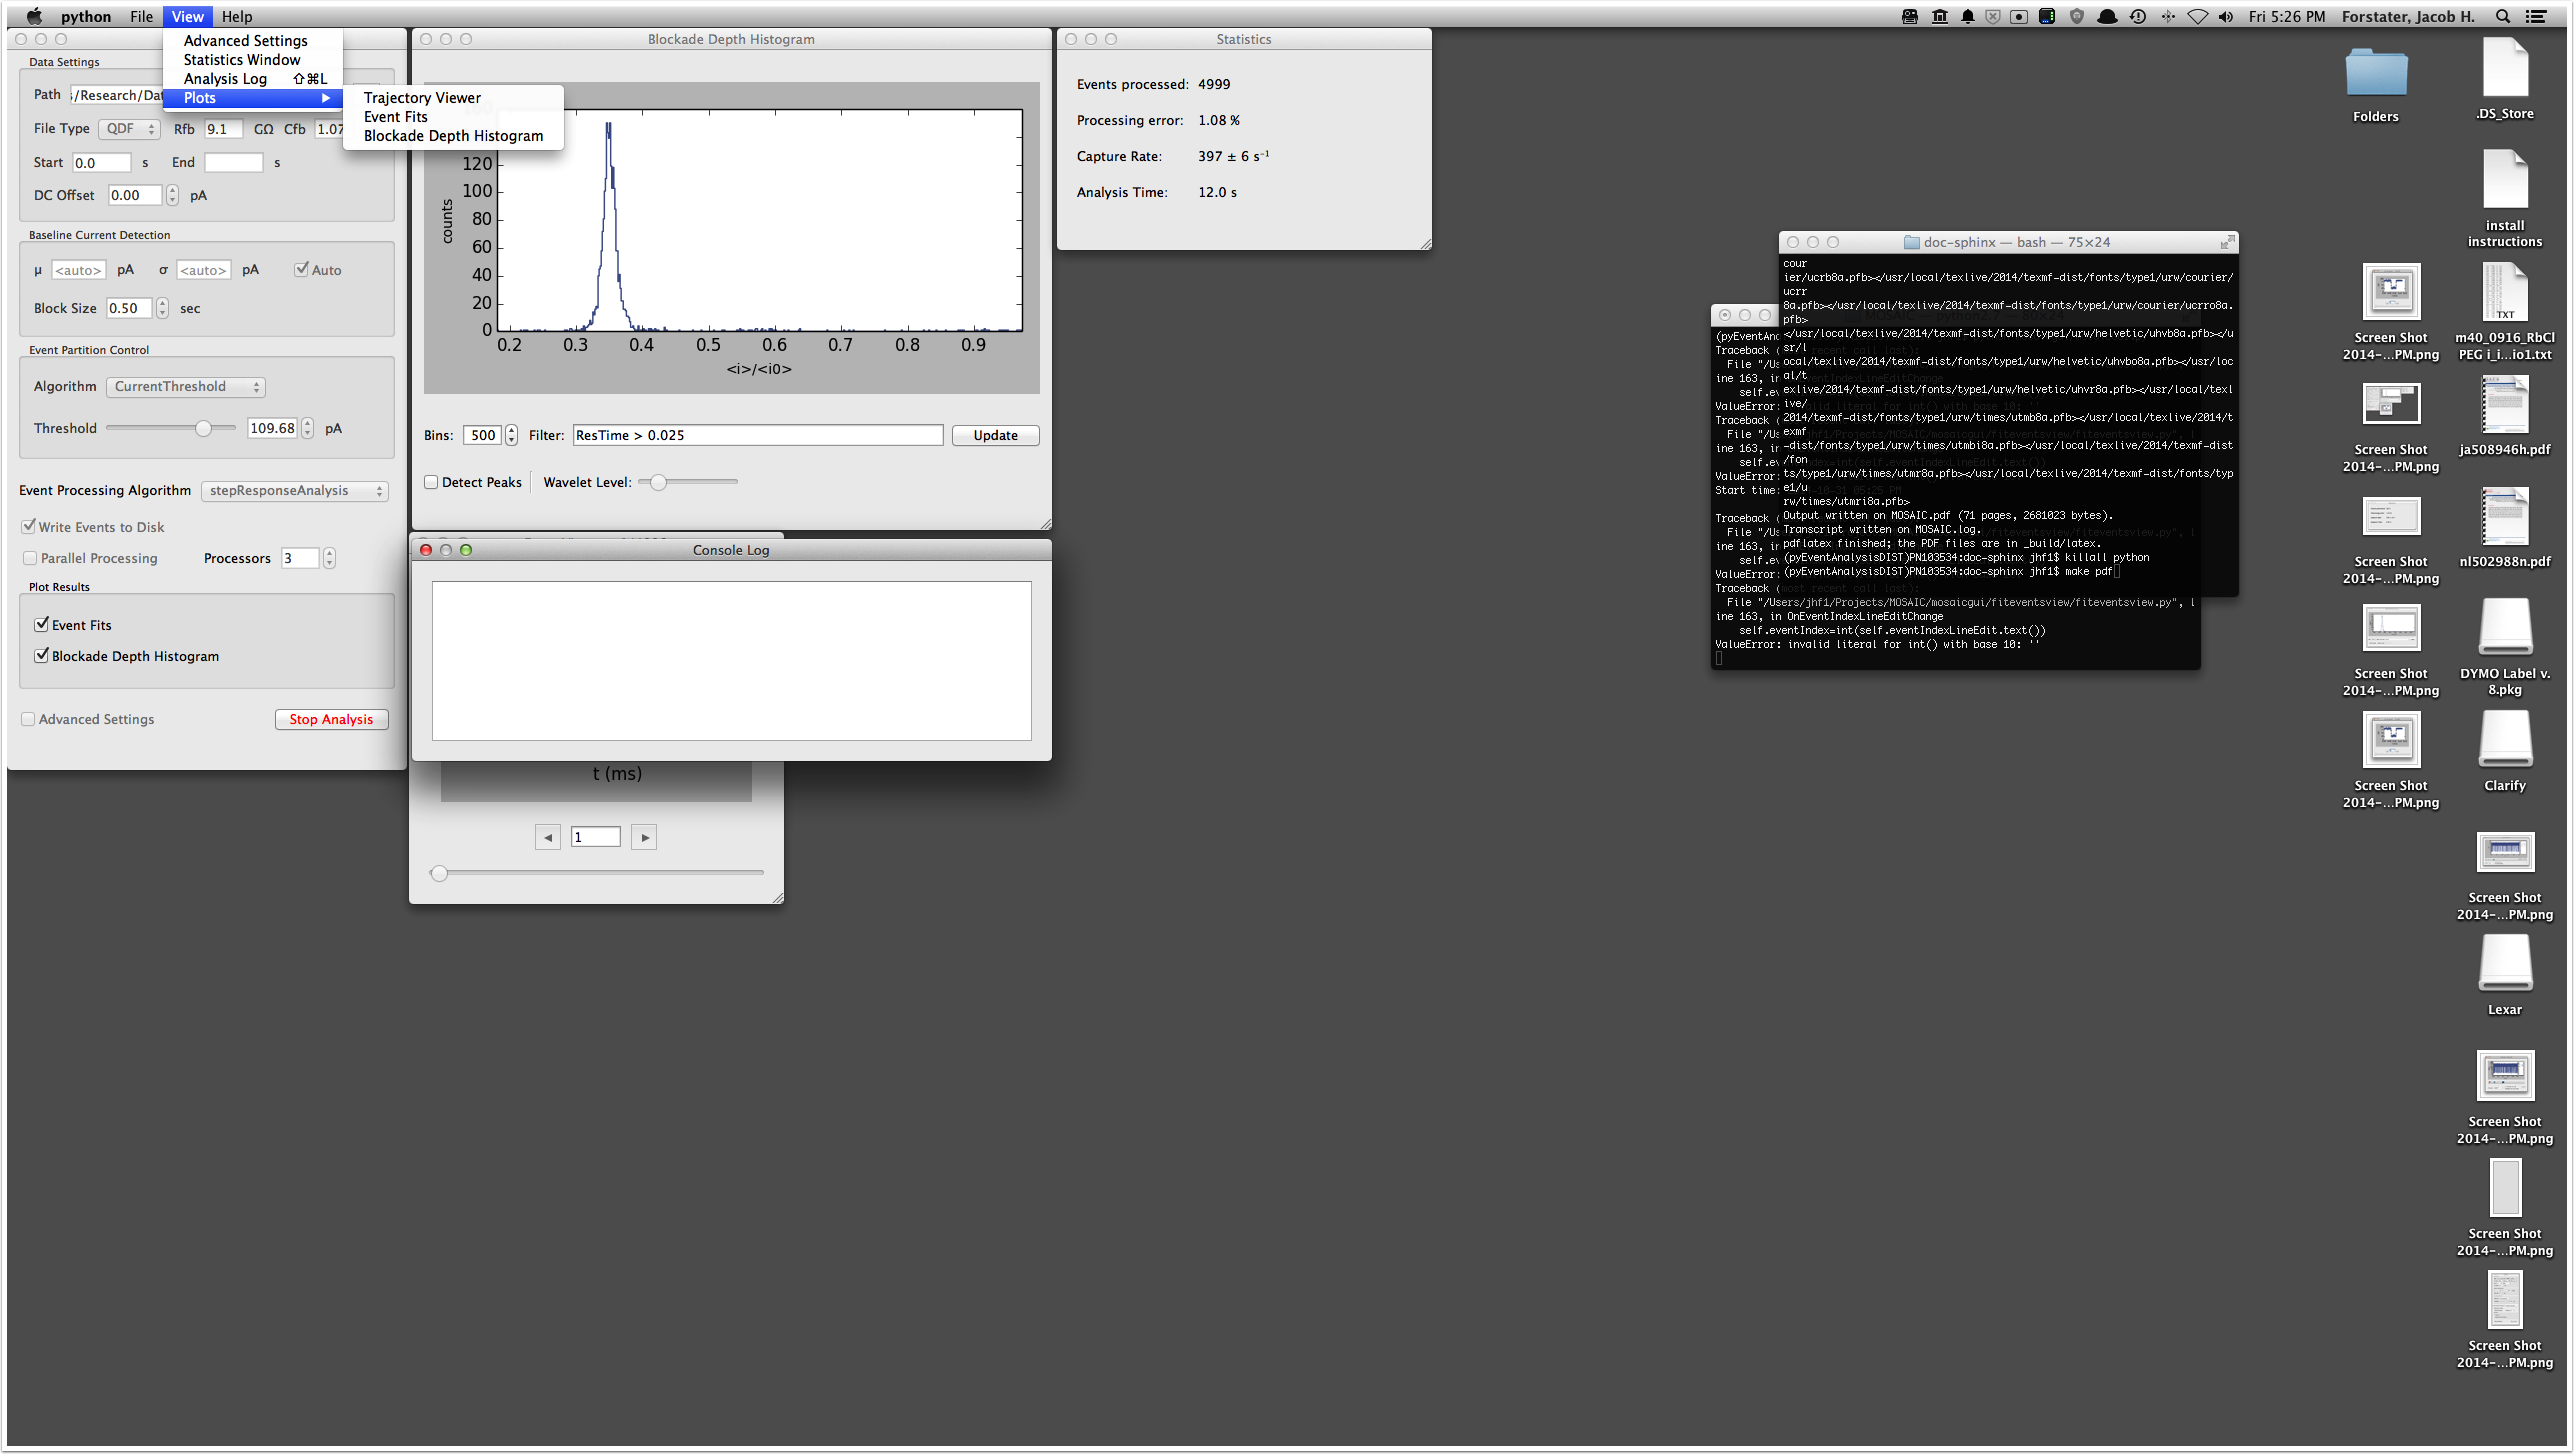 python File View Help
Fri 5:26 PM Forstater, Jacob H.
Advanced Settings
Statistics Window
Analysis Log ⇧⌘L
Plots
Trajectory Viewer
Event Fits
Blockade Depth Histogram
Data Settings
Path s/Research/Dat
File Type QDF Rfb 9.1 GΩ Cfb 1.07
Start 0.0 s End s
DC Offset 0.00 pA
Baseline Current Detection
μ <auto> pA σ <auto> pA Auto
Block Size 0.50 sec
Event Partition Control
Algorithm CurrentThreshold
Threshold 109.68 pA
Event Processing Algorithm stepResponseAnalysis
Write Events to Disk
Parallel Processing Processors 3
Plot Results
Event Fits
Blockade Depth Histogram
Advanced Settings Stop Analysis
Blockade Depth Histogram
counts
120
100
80
60
40
20
0
0.2 0.3 0.4 0.5 0.6 0.7 0.8 0.9
<i>/<i0>
Bins: 500 Filter: ResTime > 0.025 Update
Detect Peaks Wavelet Level:
Console Log
t (ms)
1
Statistics
Events processed: 4999
Processing error: 1.08 %
Capture Rate: 397 ± 6 s⁻¹
Analysis Time: 12.0 s
doc-sphinx — bash — 75×24
cour
ier/ucrb8a.pfb></usr/local/texlive/2014/texmf-dist/fonts/type1/urw/courier/
ucrr
8a.pfb></usr/local/texlive/2014/texmf-dist/fonts/type1/urw/courier/ucrro8a.
pfb>
</usr/local/texlive/2014/texmf-dist/fonts/type1/urw/helvetic/uhvb8a.pfb></u
sr/l
ocal/texlive/2014/texmf-dist/fonts/type1/urw/helvetic/uhvbo8a.pfb></usr/loc
al/t
exlive/2014/texmf-dist/fonts/type1/urw/helvetic/uhvr8a.pfb></usr/local/texl
ive/
2014/texmf-dist/fonts/type1/urw/times/utmb8a.pfb></usr/local/texlive/2014/t
exmf
-dist/fonts/type1/urw/times/utmbi8a.pfb></usr/local/texlive/2014/texmf-dist
/fon
ts/type1/urw/times/utmr8a.pfb></usr/local/texlive/2014/texmf-dist/fonts/typ
e1/u
rw/times/utmri8a.pfb>
Output written on MOSAIC.pdf (71 pages, 2681023 bytes).
Transcript written on MOSAIC.log.
pdflatex finished; the PDF files are in _build/latex.
(pyEventAnalysisDIST)PN103534:doc-sphinx jhf1$ killall python
(pyEventAnalysisDIST)PN103534:doc-sphinx jhf1$ make pdf
(pyEventAna
Traceback (
File "/Us
ine 163, in
self.ev
ValueError:
Traceback (
File "/Us
ine 163, in
self.ev
ValueError:
Start time:
Traceback (
File "/Us
ine 163, in
self.ev
ValueError:
Traceback (most recent call last):
File "/Users/jhf1/Projects/MOSAIC/mosaicgui/fiteventsview/fiteventsview.py", l
ine 163, in OnEventIndexLineEditChange
self.eventIndex=int(self.eventIndexLineEdit.text())
ValueError: invalid literal for int() with base 10: ''
Folders
.DS_Store
install
instructions
Screen Shot
2014-...PM.png
m40_0916_RbCl
PEG i_i...io1.txt
TXT
Screen Shot
2014-...PM.png
ja508946h.pdf
Screen Shot
2014-...PM.png
nl502988n.pdf
Screen Shot
2014-...PM.png
DYMO Label v.
8.pkg
Screen Shot
2014-...PM.png
Clarify
Screen Shot
2014-...PM.png
Lexar
Screen Shot
2014-...PM.png
Screen Shot
2014-...PM.png
Screen Shot
2014-...PM.png